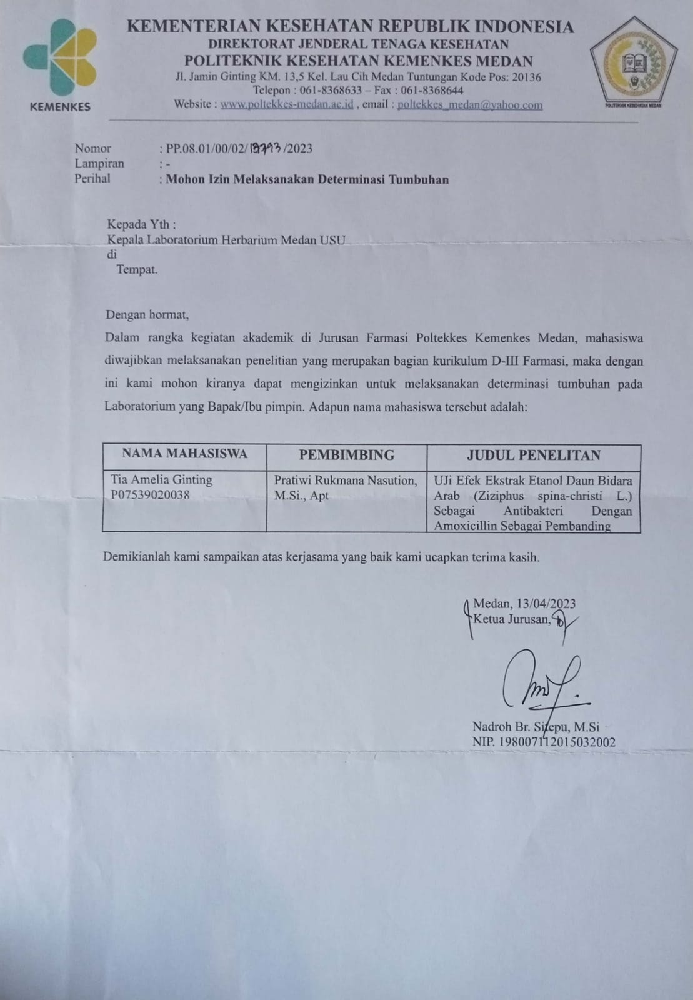 KEMENTERIAN KESEHATAN REPUBLIK INDONESIA
DIREKTORAT JENDERAL TENAGA KESEHATAN
POLITEKNIK KESEHATAN KEMENKES MEDAN
Jl. Jamin Ginting KM. 13,5 Kel. Lau Cih Medan Tuntungan Kode Pos: 20136
Telepon : 061-8368633 – Fax : 061-8368644
Website : www.poltekkes-medan.ac.id , email : poltekkes_medan@yahoo.com
KEMENKES
POLITEKNIK KESEHATAN MEDAN
Nomor : PP.08.01/00/02/ /2023
Lampiran : -
Perihal : Mohon Izin Melaksanakan Determinasi Tumbuhan
Kepada Yth :
Kepala Laboratorium Herbarium Medan USU
di
Tempat.
Dengan hormat,
Dalam rangka kegiatan akademik di Jurusan Farmasi Poltekkes Kemenkes Medan, mahasiswa
diwajibkan melaksanakan penelitian yang merupakan bagian kurikulum D-III Farmasi, maka dengan
ini kami mohon kiranya dapat mengizinkan untuk melaksanakan determinasi tumbuhan pada
Laboratorium yang Bapak/Ibu pimpin. Adapun nama mahasiswa tersebut adalah:
NAMA MAHASISWA PEMBIMBING JUDUL PENELITAN
Tia Amelia Ginting Pratiwi Rukmana Nasution, UJi Efek Ekstrak Etanol Daun Bidara
P07539020038 M.Si., Apt Arab (Ziziphus spina-christi L.)
Sebagai Antibakteri Dengan
Amoxicillin Sebagai Pembanding
Demikianlah kami sampaikan atas kerjasama yang baik kami ucapkan terima kasih.
Medan, 13/04/2023
Ketua Jurusan,
Nadroh Br. Sitepu, M.Si
NIP. 198007112015032002